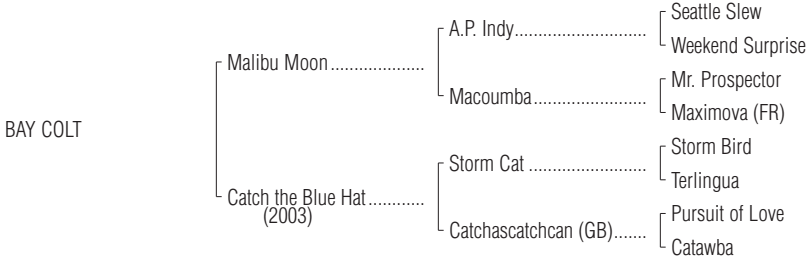 Seattle Slew
A.P. Indy............................
Weekend Surprise
Malibu Moon....................
Mr. Prospector
Macoumba........................
Maximova (FR)
BAY COLT
Storm Bird
Storm Cat .........................
Terlingua
Catch the Blue Hat............
(2003)
Pursuit of Love
Catchascatchcan (GB).......
Catawba